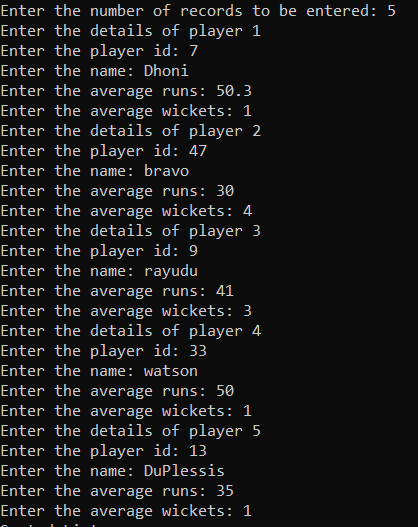 Enter the number of records to be entered: 5
Enter the details of player 1
Enter the player id: 7
Enter the name: Dhoni
Enter the average runs: 50.3
Enter the average wickets: 1
Enter the details of player 2
Enter the player id: 47
Enter the name: bravo
Enter the average runs: 30
Enter the average wickets: 4
Enter the details of player 3
Enter the player id: 9
Enter the name: rayudu
Enter the average runs: 41
Enter the average wickets: 3
Enter the details of player 4
Enter the player id: 33
Enter the name: watson
Enter the average runs: 50
Enter the average wickets: 1
Enter the details of player 5
Enter the player id: 13
Enter the name: DuPlessis
Enter the average runs: 35
Enter the average wickets: 1